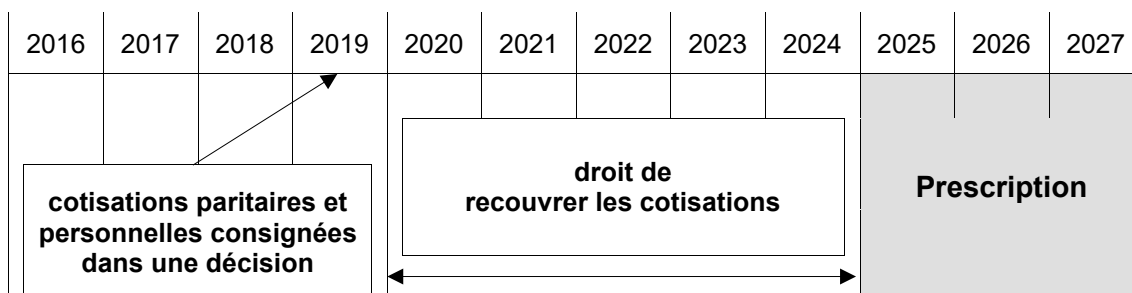 2016 2017 2018 2019 2020 2021 2022 2023 2024 2025 2026 2027
cotisations paritaires et
personnelles consignées
dans une décision
droit de
recouvrer les cotisations
Prescription